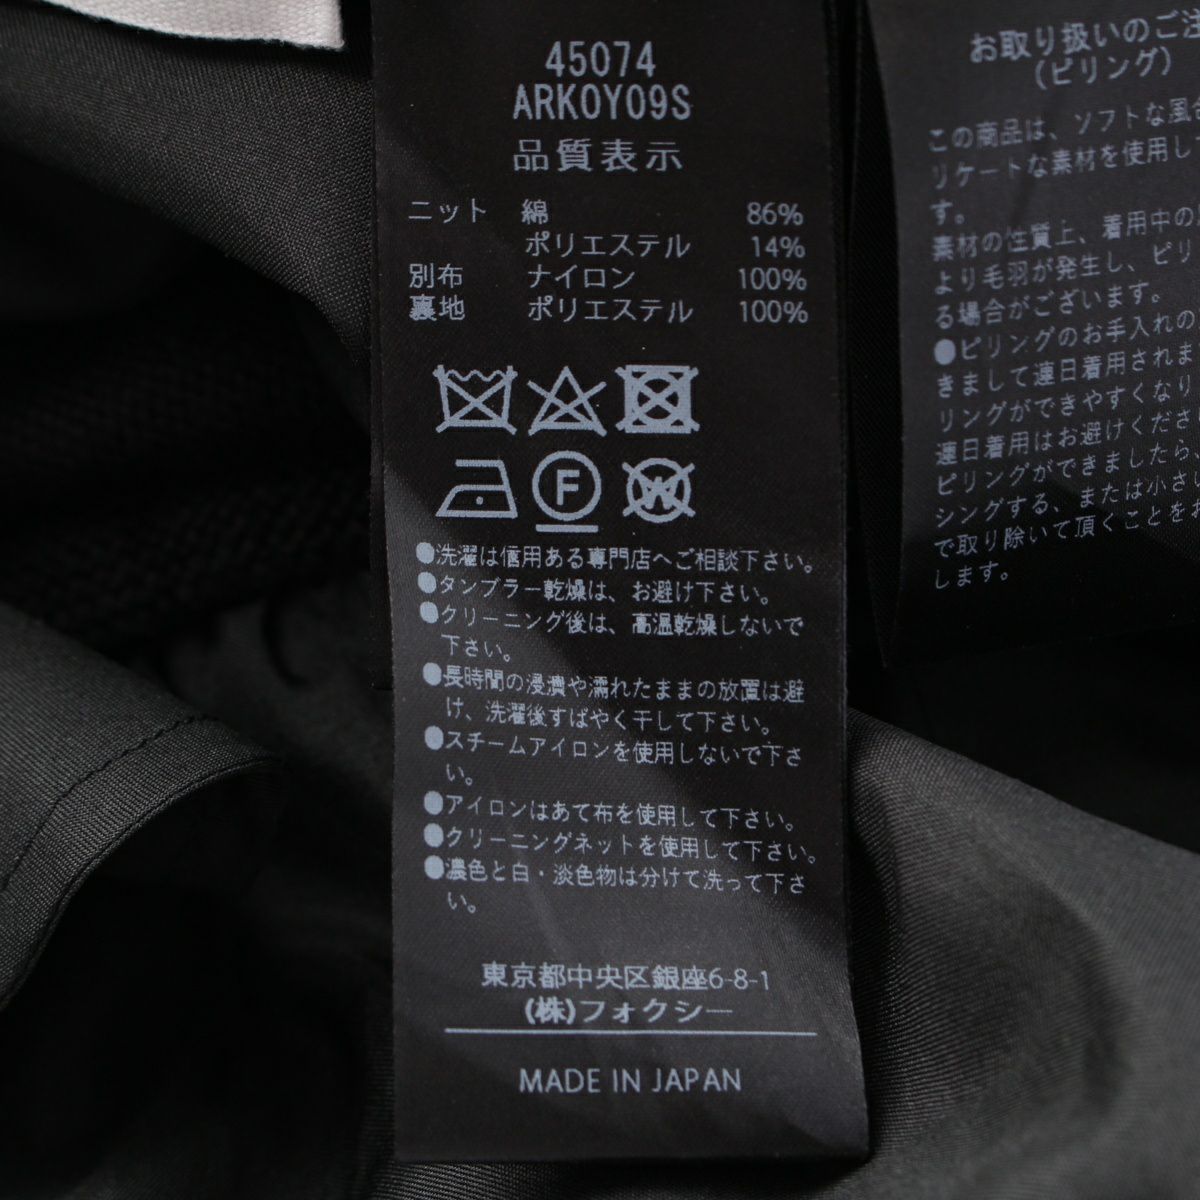 45074
ARKOY09S
品質表示
ニット 綿 86%
ポリエステル 14%
別布 ナイロン 100%
裏地 ポリエステル 100%
F
W
●洗濯は信用ある専門店へご相談下さい。
●タンブラー乾燥は、お避け下さい。
●クリーニング後は、高温乾燥しないで
下さい。
●長時間の浸漬や濡れたままの放置は避
け、洗濯後すばやく干して下さい。
●スチームアイロンを使用しないで下さ
い。
●アイロンはあて布を使用して下さい。
●クリーニングネットを使用して下さい。
●濃色と白・淡色物は分けて洗って下さ
い。
東京都中央区銀座6-8-1
(株)フォクシー
MADE IN JAPAN
お取り扱いのご注
(ピリング)
この商品は、ソフトな風
リケートな素材を使用して
す。
素材の性質上、着用中の
より毛羽が発生し、ピリ
る場合がございます。
●ピリングのお手入れの
きまして連日着用されま
リングができやすくなり
連日着用はお避けくださ
ピリングができましたら、
シングする、または小さい
で取り除いて頂くことをお
します。